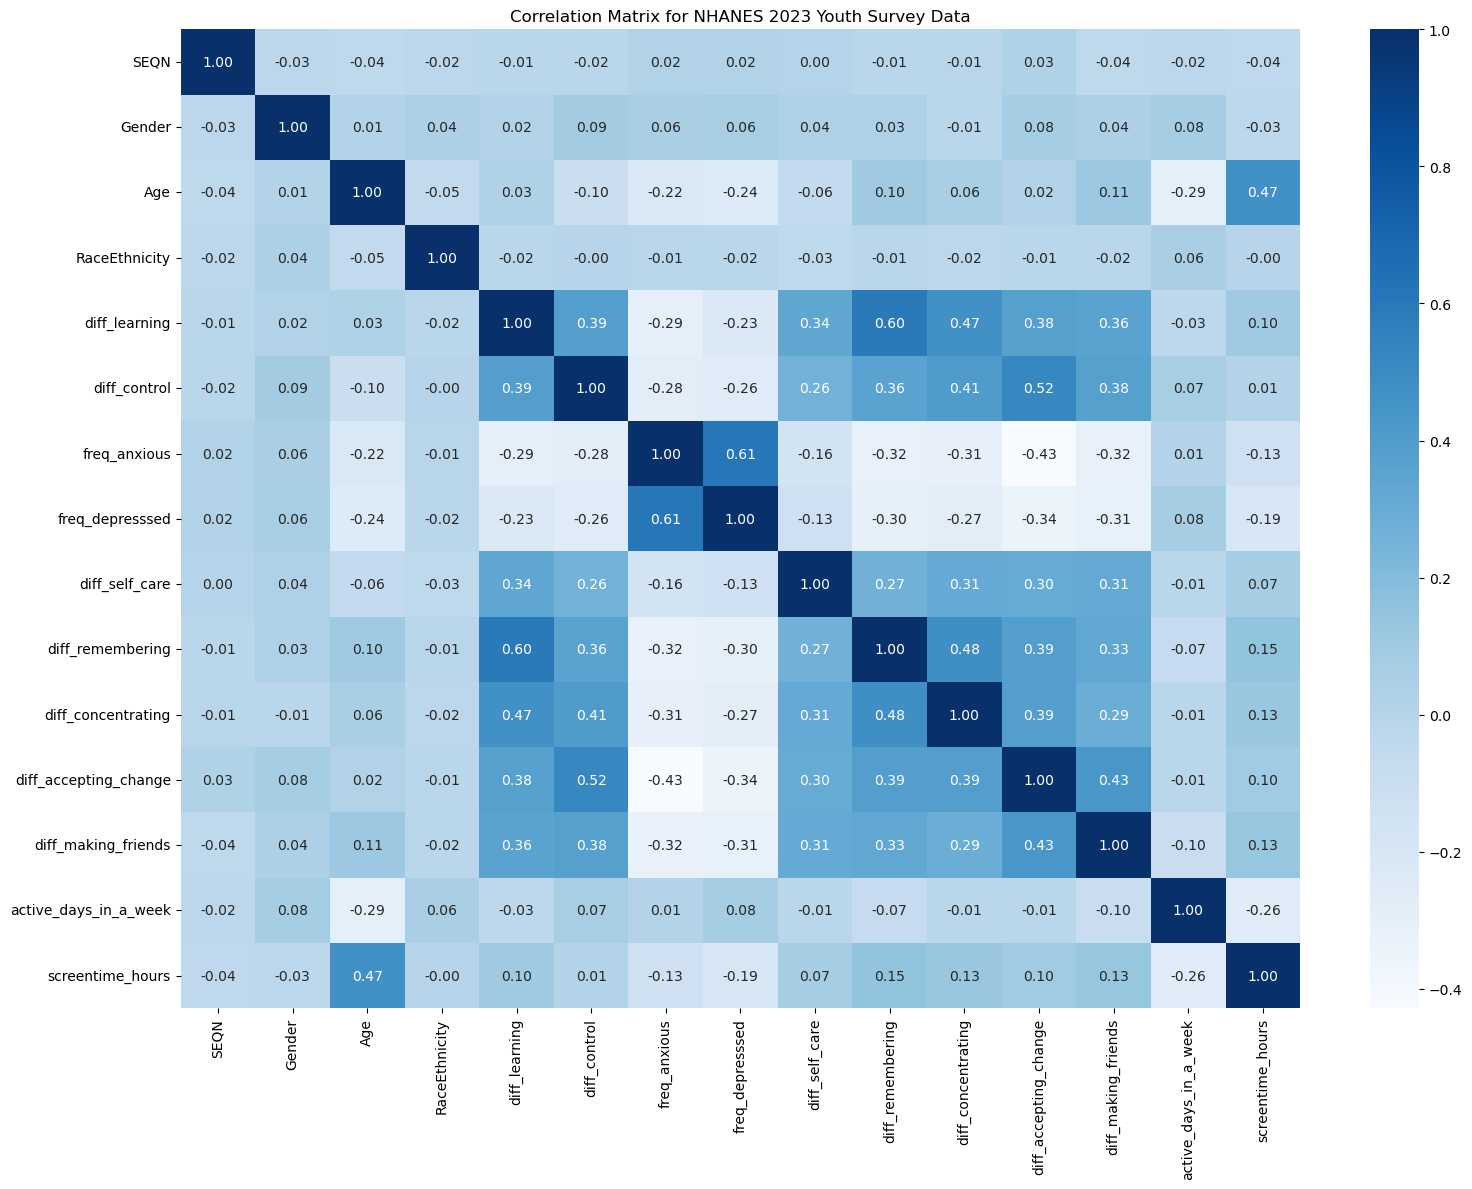 Correlation Matrix for NHANES 2023 Youth Survey Data
SEQN 1.00 -0.03 -0.04 -0.02 -0.01 -0.02 0.02 0.02 0.00 -0.01 -0.01 0.03 -0.04 -0.02 -0.04
Gender -0.03 1.00 0.01 0.04 0.02 0.09 0.06 0.06 0.04 0.03 -0.01 0.08 0.04 0.08 -0.03
Age -0.04 0.01 1.00 -0.05 0.03 -0.10 -0.22 -0.24 -0.06 0.10 0.06 0.02 0.11 -0.29 0.47
RaceEthnicity -0.02 0.04 -0.05 1.00 -0.02 -0.00 -0.01 -0.02 -0.03 -0.01 -0.02 -0.01 -0.02 0.06 -0.00
diff_learning -0.01 0.02 0.03 -0.02 1.00 0.39 -0.29 -0.23 0.34 0.60 0.47 0.38 0.36 -0.03 0.10
diff_control -0.02 0.09 -0.10 -0.00 0.39 1.00 -0.28 -0.26 0.26 0.36 0.41 0.52 0.38 0.07 0.01
freq_anxious 0.02 0.06 -0.22 -0.01 -0.29 -0.28 1.00 0.61 -0.16 -0.32 -0.31 -0.43 -0.32 0.01 -0.13
freq_depresssed 0.02 0.06 -0.24 -0.02 -0.23 -0.26 0.61 1.00 -0.13 -0.30 -0.27 -0.34 -0.31 0.08 -0.19
diff_self_care 0.00 0.04 -0.06 -0.03 0.34 0.26 -0.16 -0.13 1.00 0.27 0.31 0.30 0.31 -0.01 0.07
diff_remembering -0.01 0.03 0.10 -0.01 0.60 0.36 -0.32 -0.30 0.27 1.00 0.48 0.39 0.33 -0.07 0.15
diff_concentrating -0.01 -0.01 0.06 -0.02 0.47 0.41 -0.31 -0.27 0.31 0.48 1.00 0.39 0.29 -0.01 0.13
diff_accepting_change 0.03 0.08 0.02 -0.01 0.38 0.52 -0.43 -0.34 0.30 0.39 0.39 1.00 0.43 -0.01 0.10
diff_making_friends -0.04 0.04 0.11 -0.02 0.36 0.38 -0.32 -0.31 0.31 0.33 0.29 0.43 1.00 -0.10 0.13
active_days_in_a_week -0.02 0.08 -0.29 0.06 -0.03 0.07 0.01 0.08 -0.01 -0.07 -0.01 -0.01 -0.10 1.00 -0.26
screentime_hours -0.04 -0.03 0.47 -0.00 0.10 0.01 -0.13 -0.19 0.07 0.15 0.13 0.10 0.13 -0.26 1.00
SEQN
Gender
Age
RaceEthnicity
diff_learning
diff_control
freq_anxious
freq_depresssed
diff_self_care
diff_remembering
diff_concentrating
diff_accepting_change
diff_making_friends
active_days_in_a_week
screentime_hours
1.0
0.8
0.6
0.4
0.2
0.0
−0.2
−0.4